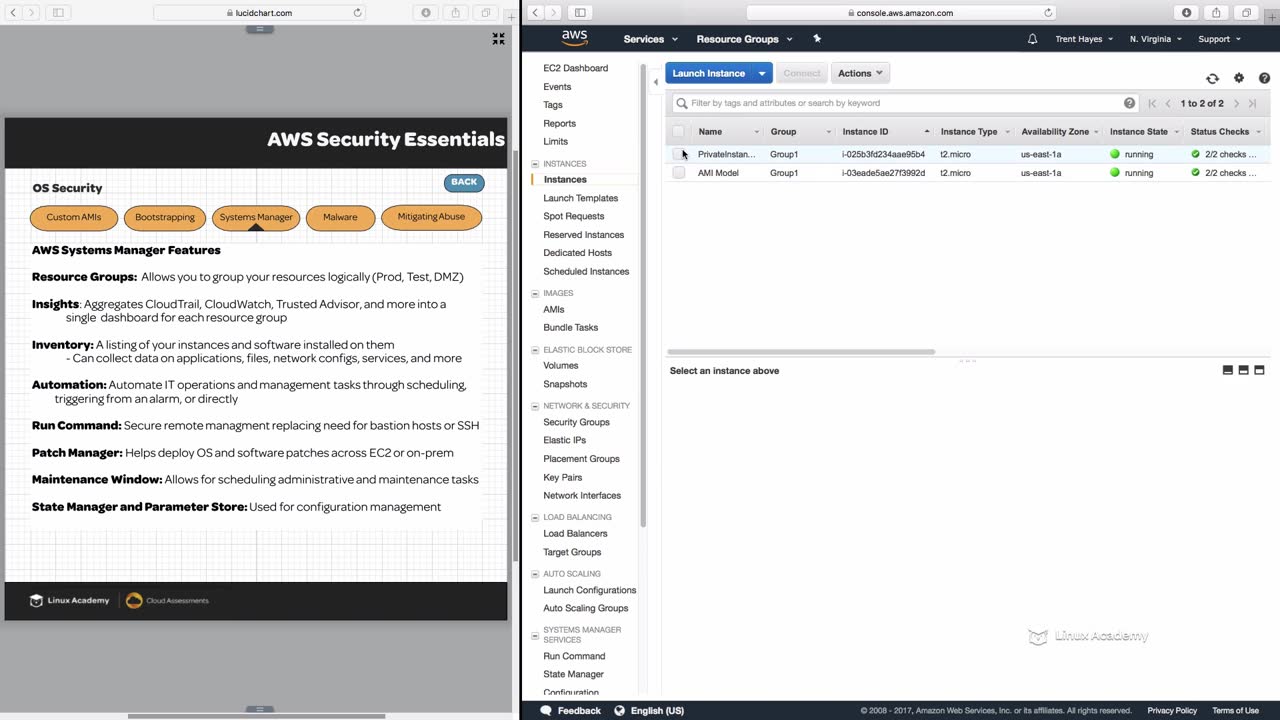 lucidchart.com
AWS Security Essentials
OS Security
BACK
Custom AMIs
Bootstrapping
Systems Manager
Malware
Mitigating Abuse
AWS Systems Manager Features
Resource Groups: Allows you to group your resources logically (Prod, Test, DMZ)
Insights: Aggregates CloudTrail, CloudWatch, Trusted Advisor, and more into a
single dashboard for each resource group
Inventory: A listing of your instances and software installed on them
- Can collect data on applications, files, network configs, services, and more
Automation: Automate IT operations and management tasks through scheduling,
triggering from an alarm, or directly
Run Command: Secure remote managment replacing need for bastion hosts or SSH
Patch Manager: Helps deploy OS and software patches across EC2 or on-prem
Maintenance Window: Allows for scheduling administrative and maintenance tasks
State Manager and Parameter Store: Used for configuration management
Linux Academy
Cloud Assessments
console.aws.amazon.com
aws
Services
Resource Groups
Trent Hayes
N. Virginia
Support
EC2 Dashboard
Events
Tags
Reports
Limits
INSTANCES
Instances
Launch Templates
Spot Requests
Reserved Instances
Dedicated Hosts
Scheduled Instances
IMAGES
AMIs
Bundle Tasks
ELASTIC BLOCK STORE
Volumes
Snapshots
NETWORK & SECURITY
Security Groups
Elastic IPs
Placement Groups
Key Pairs
Network Interfaces
LOAD BALANCING
Load Balancers
Target Groups
AUTO SCALING
Launch Configurations
Auto Scaling Groups
SYSTEMS MANAGER
SERVICES
Run Command
State Manager
Configuration
Launch Instance
Connect
Actions
Filter by tags and attributes or search by keyword
1 to 2 of 2
Name Group Instance ID Instance Type Availability Zone Instance State Status Checks
PrivateInstan... Group1 i-025b3fd234aae95b4 t2.micro us-east-1a running 2/2 checks ...
AMI Model Group1 i-03eade5ae27f3992d t2.micro us-east-1a running 2/2 checks ...
Select an instance above
Linux Academy
Feedback
English (US)
© 2008 - 2017, Amazon Web Services, Inc. or its affiliates. All rights reserved.
Privacy Policy
Terms of Use